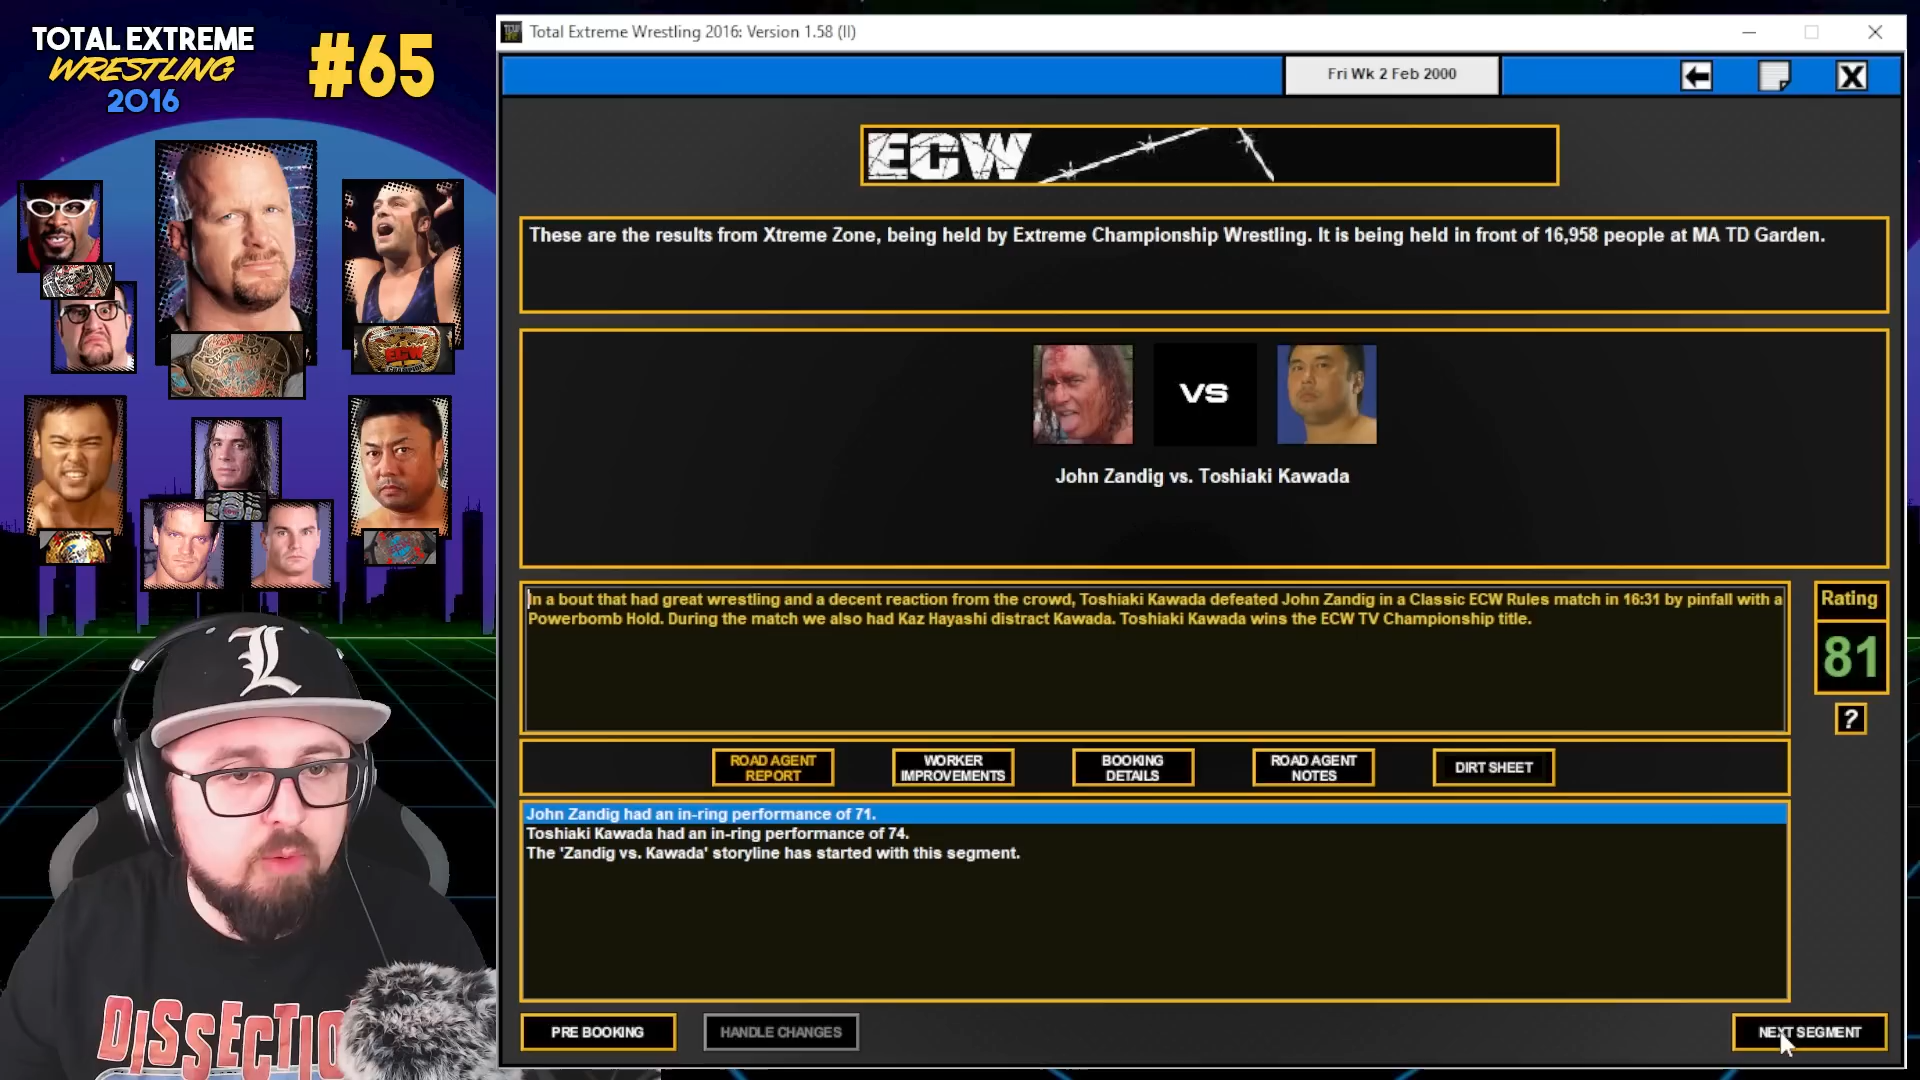 TOTAL EXTREME
WRESTLING
2016
#65
Total Extreme Wrestling 2016: Version 1.58 (II)
Fri Wk 2 Feb 2000
X
ECW
These are the results from Xtreme Zone, being held by Extreme Championship Wrestling. It is being held in front of 16,958 people at MA TD Garden.
VS
John Zandig vs. Toshiaki Kawada
In a bout that had great wrestling and a decent reaction from the crowd, Toshiaki Kawada defeated John Zandig in a Classic ECW Rules match in 16:31 by pinfall with a
Powerbomb Hold. During the match we also had Kaz Hayashi distract Kawada. Toshiaki Kawada wins the ECW TV Championship title.
Rating
81
?
ROAD AGENT
REPORT
WORKER
IMPROVEMENTS
BOOKING
DETAILS
ROAD AGENT
NOTES
DIRT SHEET
John Zandig had an in-ring performance of 71.
Toshiaki Kawada had an in-ring performance of 74.
The 'Zandig vs. Kawada' storyline has started with this segment.
PRE BOOKING
HANDLE CHANGES
NEXT SEGMENT
L